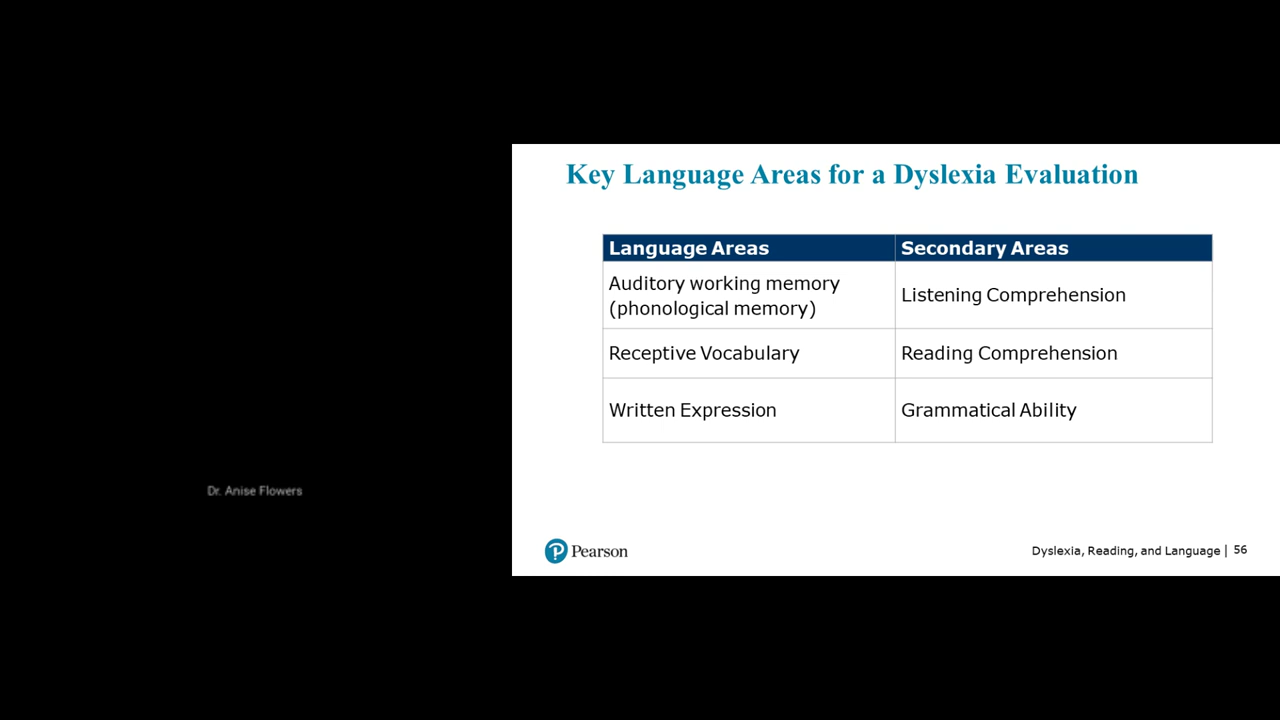 Key Language Areas for a Dyslexia Evaluation
Language Areas
Secondary Areas
Auditory working memory
(phonological memory)
Listening Comprehension
Receptive Vocabulary
Reading Comprehension
Written Expression
Grammatical Ability
Dr. Anise Flowers
Pearson
Dyslexia, Reading, and Language | 56